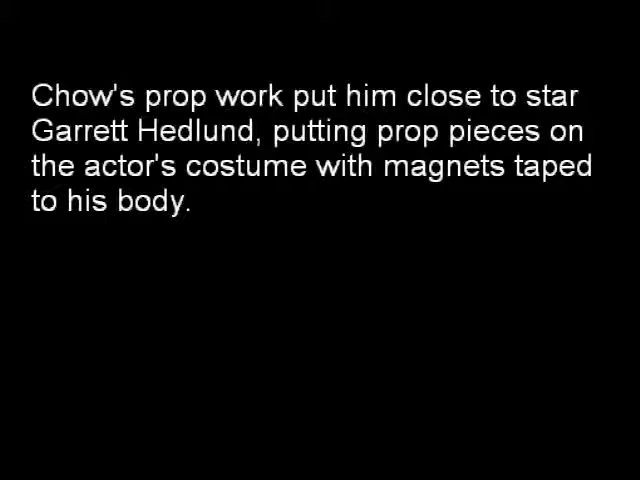 Chow's prop work put him close to star
Garrett Hedlund, putting prop pieces on
the actor's costume with magnets taped
to his body.